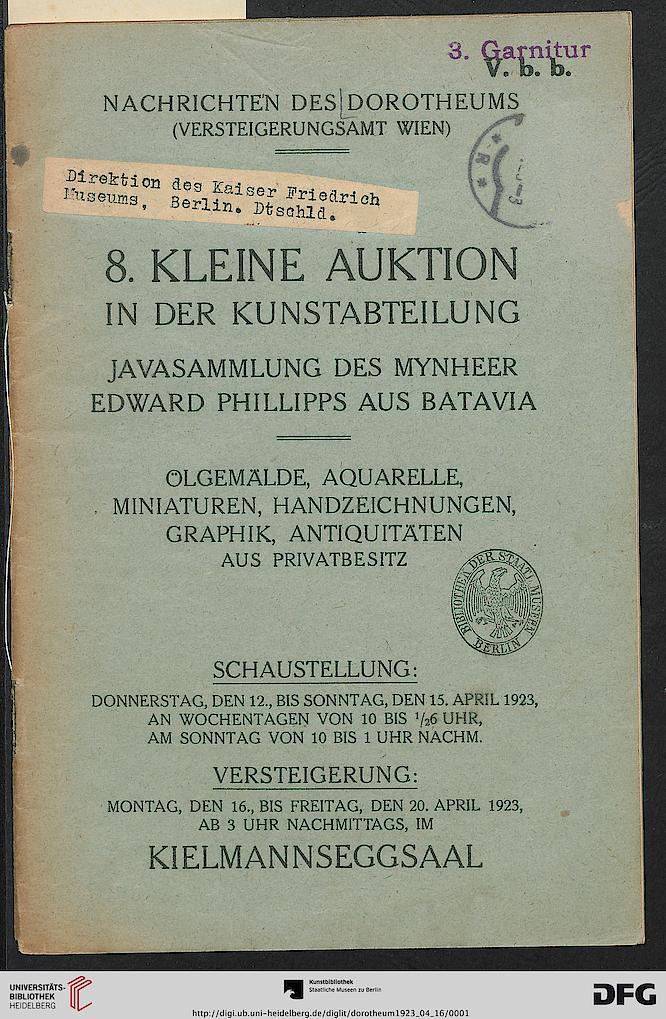 3. Garnitur
V. b. b.
NACHRICHTEN DES DOROTHEUMS
(VERSTEIGERUNGSAMT WIEN)
* R *
Direktion des Kaiser Friedrich
Museums, Berlin. Dtschld.
8. KLEINE AUKTION
IN DER KUNSTABTEILUNG
JAVASAMMLUNG DES MYNHEER
EDWARD PHILLIPPS AUS BATAVIA
ÖLGEMÄLDE, AQUARELLE,
MINIATUREN, HANDZEICHNUNGEN,
GRAPHIK, ANTIQUITÄTEN
AUS PRIVATBESITZ
BIBLIOTHEK DER STAATL. MUSEEN
BERLIN
SCHAUSTELLUNG:
DONNERSTAG, DEN 12., BIS SONNTAG, DEN 15. APRIL 1923,
AN WOCHENTAGEN VON 10 BIS 1/26 UHR,
AM SONNTAG VON 10 BIS 1 UHR NACHM.
VERSTEIGERUNG:
MONTAG, DEN 16., BIS FREITAG, DEN 20. APRIL 1923,
AB 3 UHR NACHMITTAGS, IM
KIELMANNSEGGSAAL
UNIVERSITÄTS-
BIBLIOTHEK
HEIDELBERG
Kunstbibliothek
Staatliche Museen zu Berlin
DFG
http://digi.ub.uni-heidelberg.de/diglit/dorotheum1923_04_16/0001